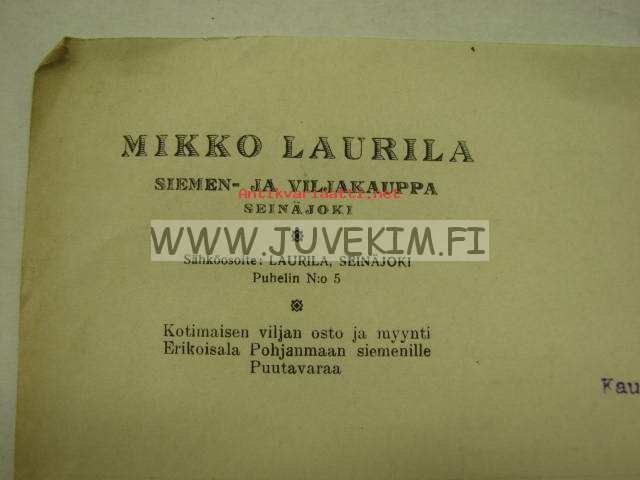 MIKKO LAURILA
SIEMEN- JA VILJAKAUPPA
Antikvariaatti.net
SEINÄJOKI
WWW.JUVEKIM.FI
Sähköosoite: LAURILA, SEINÄJOKI
Puhelin N:o 5
Kotimaisen viljan osto ja myynti
Erikoisala Pohjanmaan siemenille
Puutavaraa
Kau